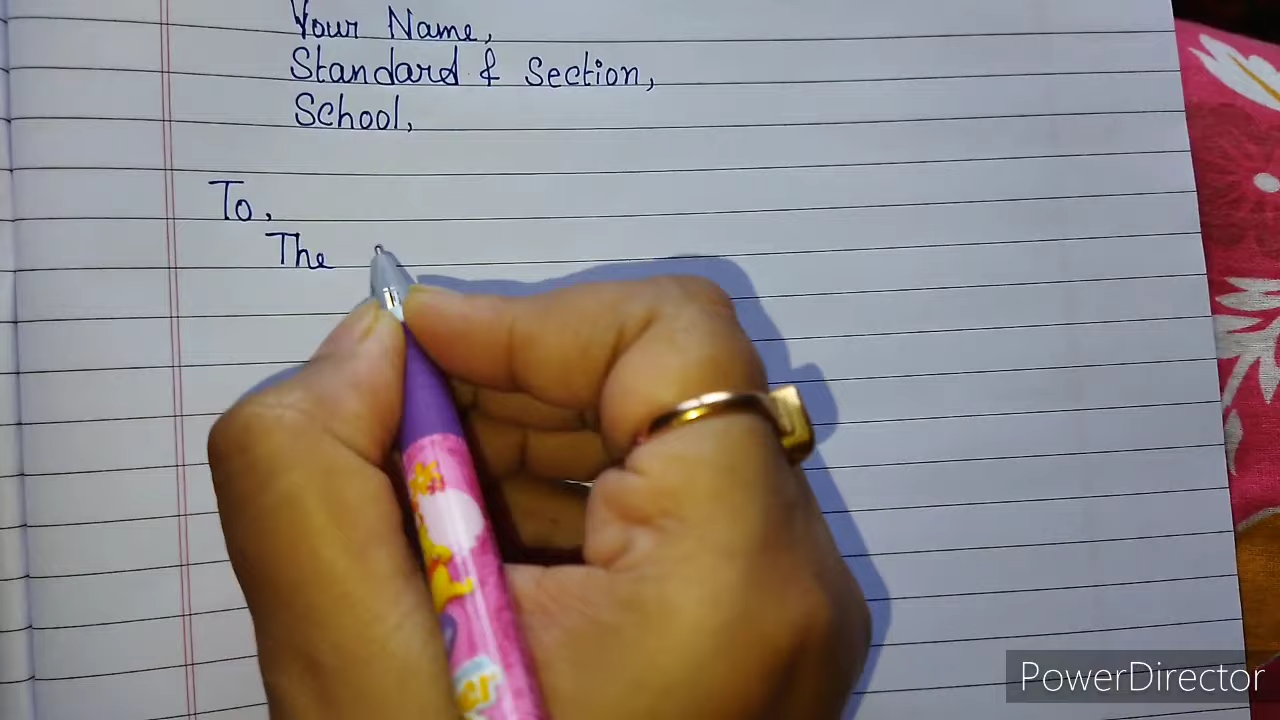 Your Name,
Standard & Section,
School,
To,
The
PowerDirector